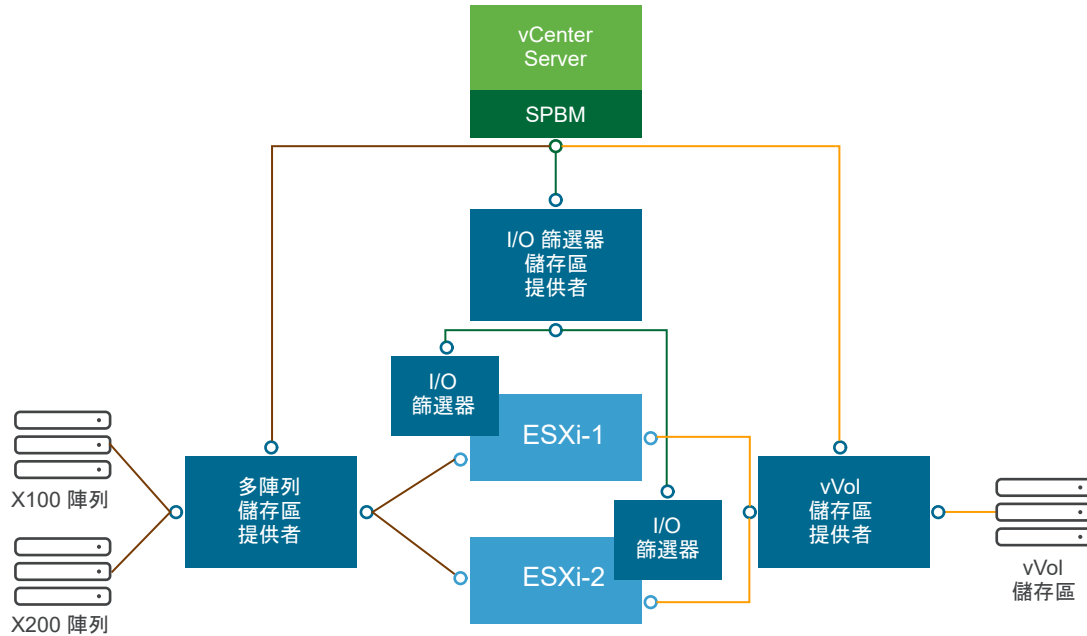 vCenter
Server
SPBM
I/O 篩選器
儲存區
提供者
I/O
篩選器
ESXi-1
X100 陣列
多陣列
儲存區
提供者
vVol
儲存區
提供者
I/O
篩選器
ESXi-2
vVol
儲存區
X200 陣列